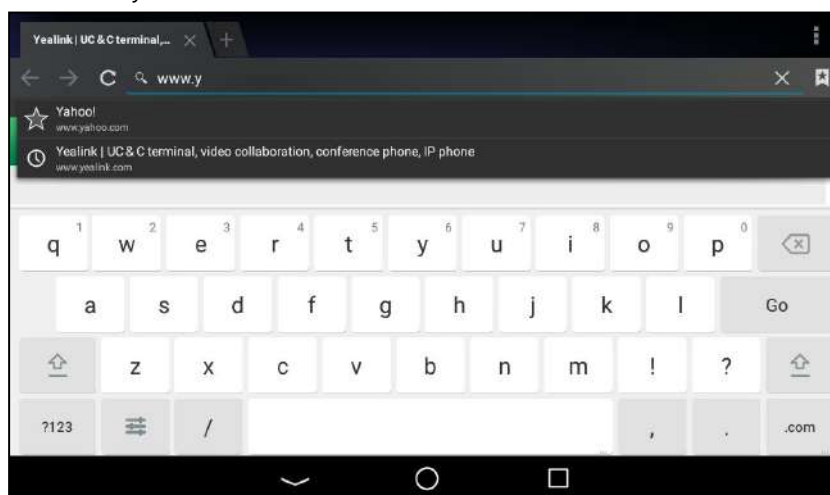 Yealink | UC & C terminal,...
www.y
Yahoo!
www.yahoo.com
Yealink | UC & C terminal, video collaboration, conference phone, IP phone
www.yealink.com
q 1 w 2 e 3 r 4 t 5 y 6 u 7 i 8 o 9 p 0
a s d f g h j k l Go
z x c v b n m ! ?
?123 / , . .com